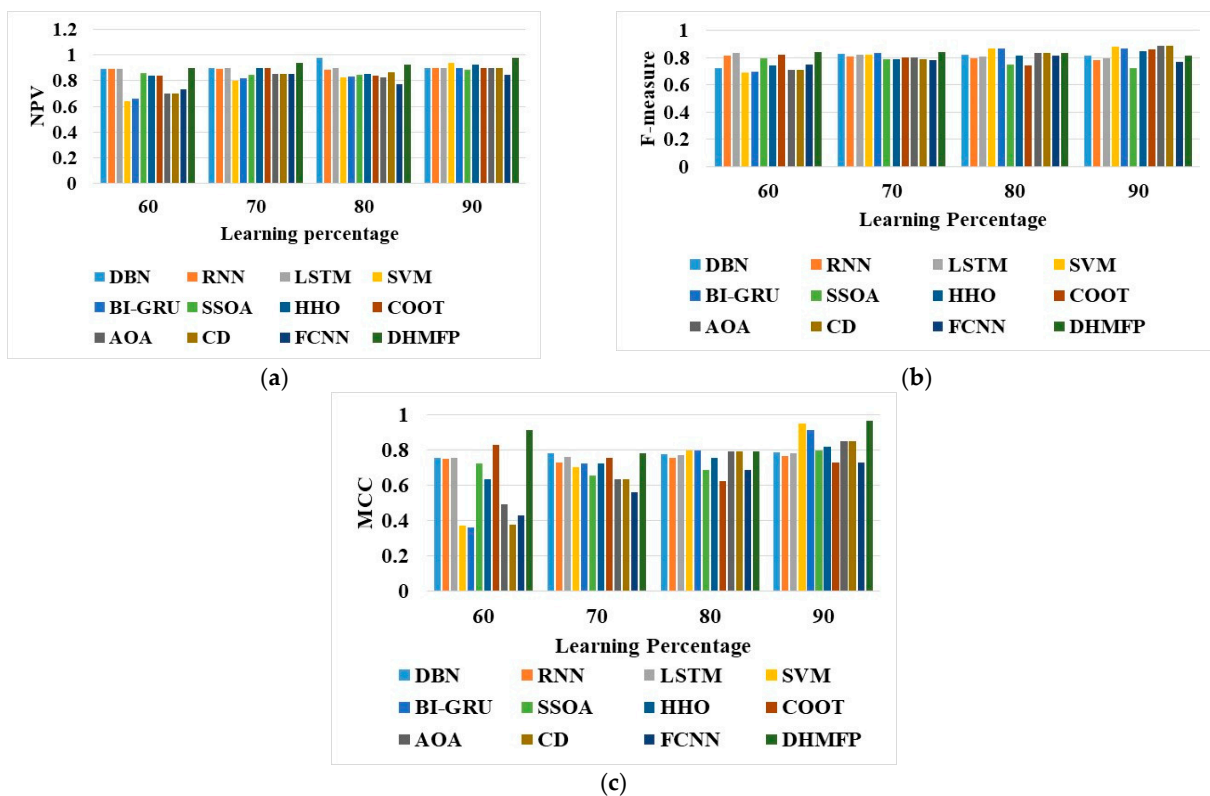 (a)
1.2
1
0.8
0.6
0.4
0.2
0
NPV
60 70 80 90
Learning percentage
DBN RNN LSTM SVM
BI-GRU SSOA HHO COOT
AOA CD FCNN DHMFP
(a)
1
0.8
0.6
0.4
0.2
0
F-measure
60 70 80 90
Learning Percentage
DBN RNN LSTM SVM
BI-GRU SSOA HHO COOT
AOA CD FCNN DHMFP
(b)
1
0.8
0.6
0.4
0.2
0
MCC
60 70 80 90
Learning Percentage
DBN RNN LSTM SVM
BI-GRU SSOA HHO COOT
AOA CD FCNN DHMFP
(c)